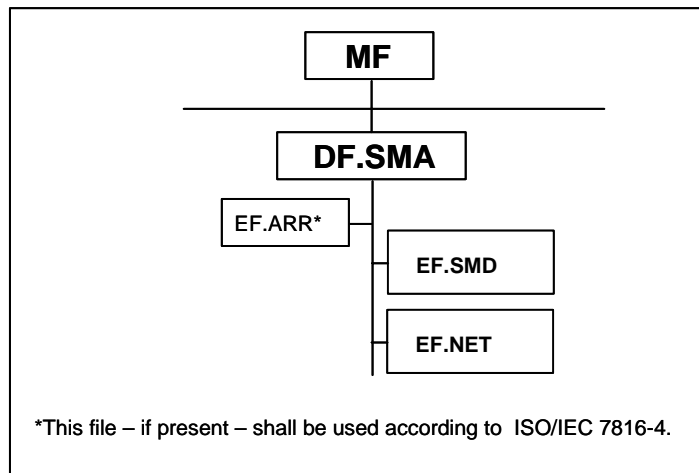 MF
DF.SMA
EF.ARR*
EF.SMD
EF.NET
*This file – if present – shall be used according to ISO/IEC 7816-4.